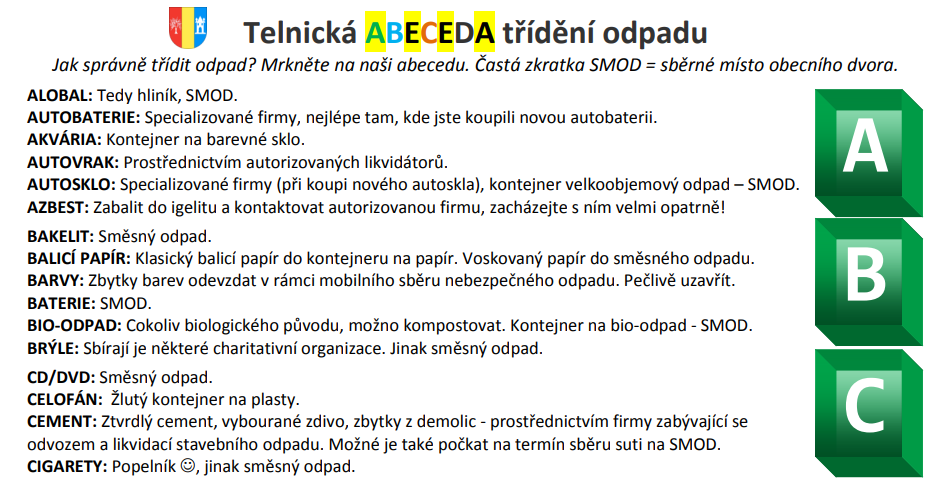 Telnická ABECEDA třídění odpadu
Jak správně třídit odpad? Mrkněte na naši abecedu. Častá zkratka SMOD = sběrné místo obecního dvora.
ALOBAL: Tedy hliník, SMOD.
AUTOBATERIE: Specializované firmy, nejlépe tam, kde jste koupili novou autobaterii.
AKVÁRIA: Kontejner na barevné sklo.
AUTOVRAK: Prostřednictvím autorizovaných likvidátorů.
AUTOSKLO: Specializované firmy (při koupi nového autoskla), kontejner velkoobjemový odpad – SMOD.
AZBEST: Zabalit do igelitu a kontaktovat autorizovanou firmu, zacházejte s ním velmi opatrně!
A
BAKELIT: Směsný odpad.
BALICÍ PAPÍR: Klasický balicí papír do kontejneru na papír. Voskovaný papír do směsného odpadu.
BARVY: Zbytky barev odevzdat v rámci mobilního sběru nebezpečného odpadu. Pečlivě uzavřít.
BATERIE: SMOD.
BIO-ODPAD: Cokoliv biologického původu, možno kompostovat. Kontejner na bio-odpad - SMOD.
BRÝLE: Sbírají je některé charitativní organizace. Jinak směsný odpad.
B
CD/DVD: Směsný odpad.
CELOFÁN: Žlutý kontejner na plasty.
CEMENT: Ztvrdlý cement, vybourané zdivo, zbytky z demolic - prostřednictvím firmy zabývající se
odvozem a likvidací stavebního odpadu. Možné je také počkat na termín sběru suti na SMOD.
CIGARETY: Popelník ☺, jinak směsný odpad.
C